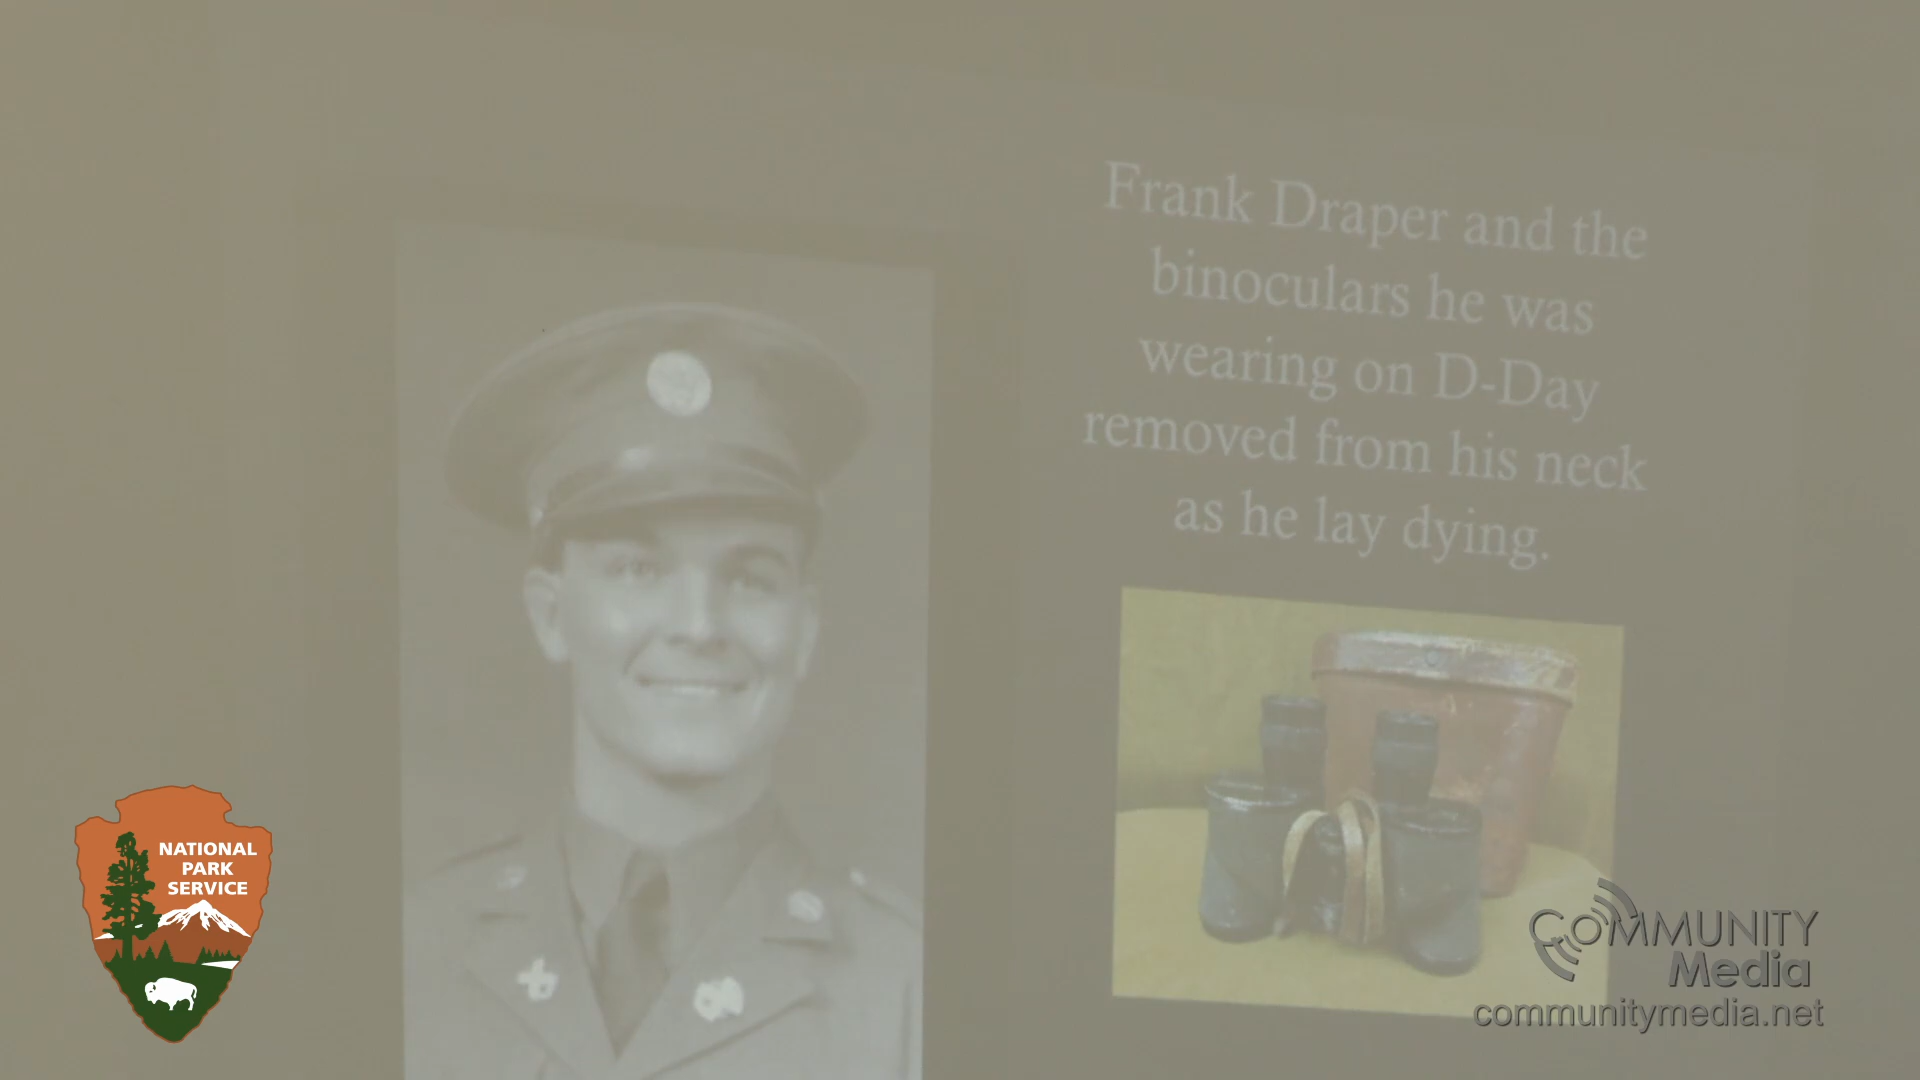 Frank Draper and the
binoculars he was
wearing on D-Day
removed from his neck
as he lay dying.
NATIONAL
PARK
SERVICE
COMMUNITY
Media
communitymedia.net